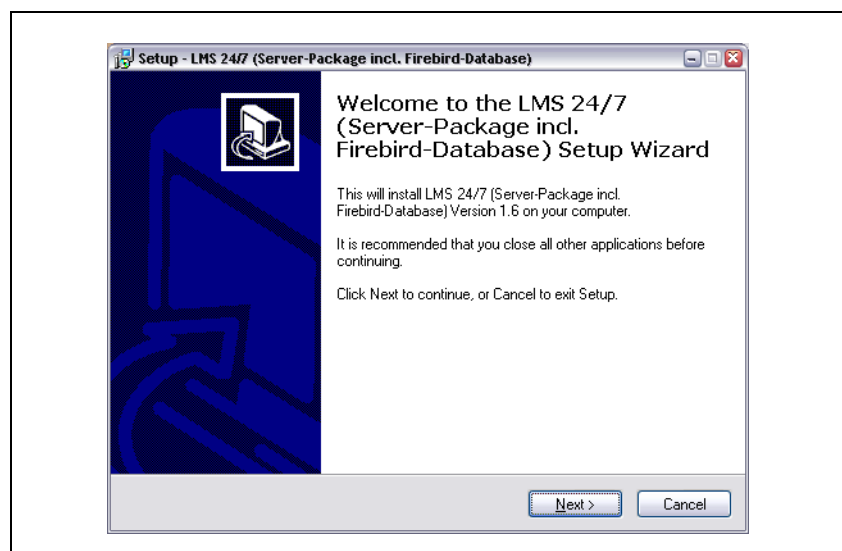 Setup - LMS 24/7 (Server-Package incl. Firebird-Database)
Welcome to the LMS 24/7
(Server-Package incl.
Firebird-Database) Setup Wizard
This will install LMS 24/7 (Server-Package incl.
Firebird-Database) Version 1.6 on your computer.
It is recommended that you close all other applications before
continuing.
Click Next to continue, or Cancel to exit Setup.
Next >
Cancel